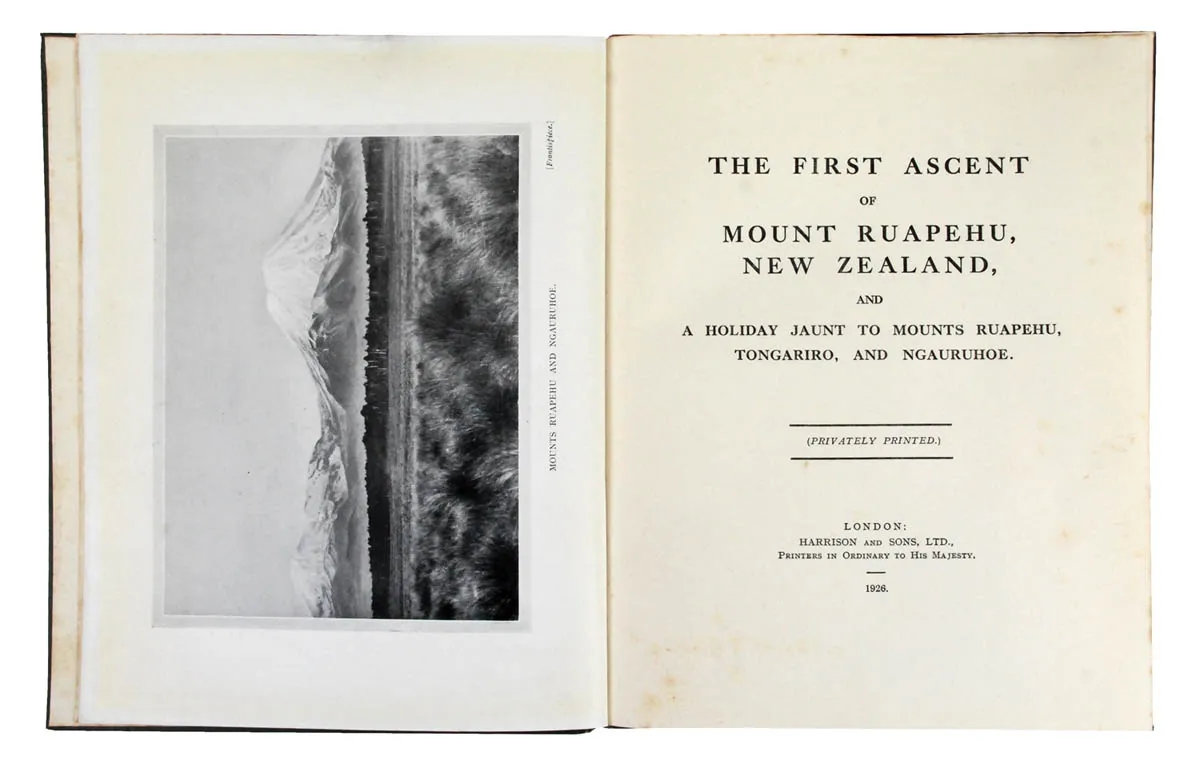 [Frontispiece.]
MOUNTS RUAPEHU AND NGAURUHOE.
THE FIRST ASCENT
OF
MOUNT RUAPEHU,
NEW ZEALAND,
AND
A HOLIDAY JAUNT TO MOUNTS RUAPEHU,
TONGARIRO, AND NGAURUHOE.
(PRIVATELY PRINTED.)
LONDON:
HARRISON AND SONS, LTD.,
PRINTERS IN ORDINARY TO HIS MAJESTY.
1926.